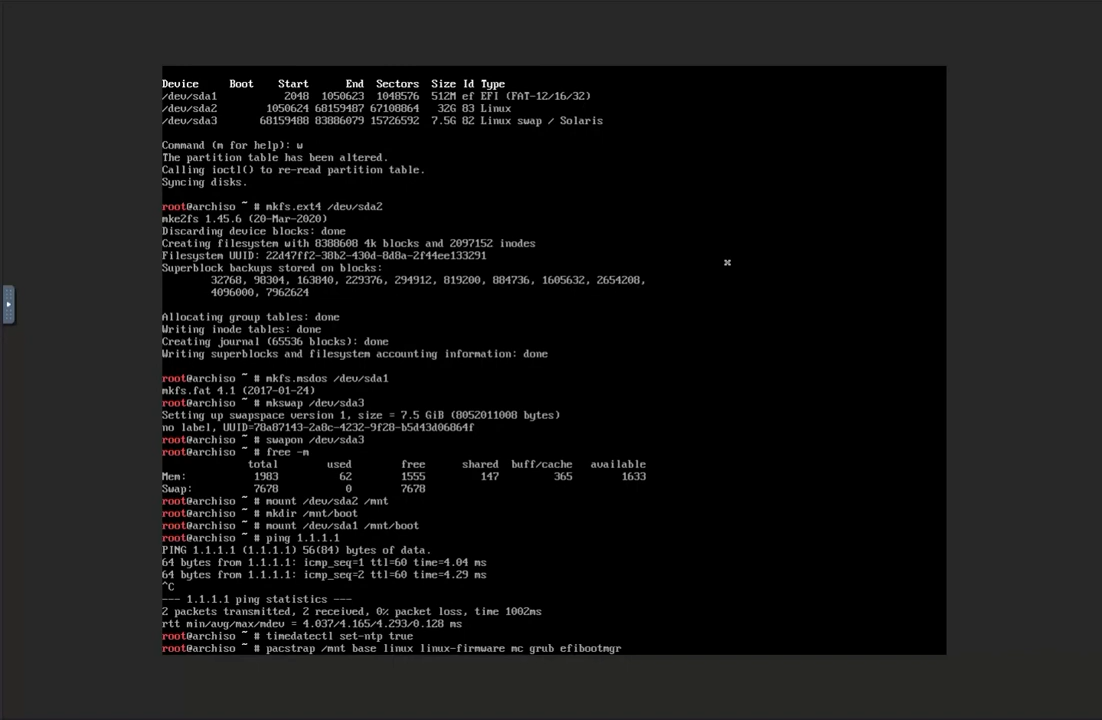 Device Boot Start End Sectors Size Id Type
/dev/sda1 2048 1050623 1048576 512M ef EFI (FAT-12/16/32)
/dev/sda2 1050624 68159487 67108864 32G 83 Linux
/dev/sda3 68159488 83886079 15726592 7.5G 82 Linux swap / Solaris
Command (m for help): w
The partition table has been altered.
Calling ioctl() to re-read partition table.
Syncing disks.
root@archiso ~ # mkfs.ext4 /dev/sda2
mke2fs 1.45.6 (20-Mar-2020)
Discarding device blocks: done
Creating filesystem with 8388608 4k blocks and 2097152 inodes
Filesystem UUID: 22d47ff2-38b2-430d-8d8a-2f44ee133291
Superblock backups stored on blocks:
32768, 98304, 163840, 229376, 294912, 819200, 884736, 1605632, 2654208,
4096000, 7962624
Allocating group tables: done
Writing inode tables: done
Creating journal (65536 blocks): done
Writing superblocks and filesystem accounting information: done
root@archiso ~ # mkfs.msdos /dev/sda1
mkfs.fat 4.1 (2017-01-24)
root@archiso ~ # mkswap /dev/sda3
Setting up swapspace version 1, size = 7.5 GiB (8052011008 bytes)
no label, UUID=78a87143-2a8c-4232-9f28-b5d43d06864f
root@archiso ~ # swapon /dev/sda3
root@archiso ~ # free -m
total used free shared buff/cache available
Mem: 1983 62 1555 147 365 1633
Swap: 7678 0 7678
root@archiso ~ # mount /dev/sda2 /mnt
root@archiso ~ # mkdir /mnt/boot
root@archiso ~ # mount /dev/sda1 /mnt/boot
root@archiso ~ # ping 1.1.1.1
PING 1.1.1.1 (1.1.1.1) 56(84) bytes of data.
64 bytes from 1.1.1.1: icmp_seq=1 ttl=60 time=4.04 ms
64 bytes from 1.1.1.1: icmp_seq=2 ttl=60 time=4.29 ms
^C
--- 1.1.1.1 ping statistics ---
2 packets transmitted, 2 received, 0% packet loss, time 1002ms
rtt min/avg/max/mdev = 4.037/4.165/4.293/0.128 ms
root@archiso ~ # timedatectl set-ntp true
root@archiso ~ # pacstrap /mnt base linux linux-firmware mc grub efibootmgr